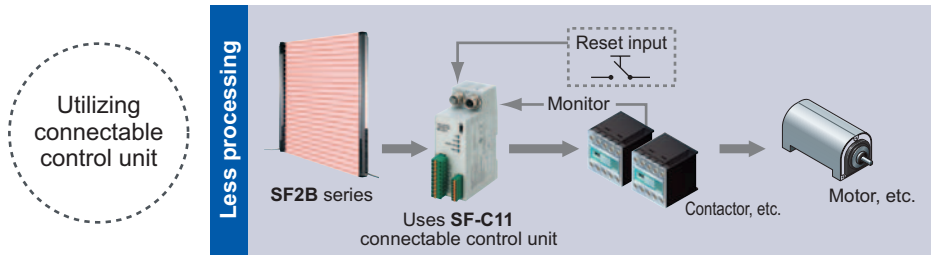 Utilizing
connectable
control unit
Less processing
SF2B series
Uses SF-C11
connectable control unit
Reset input
Monitor
Contactor, etc.
Motor, etc.